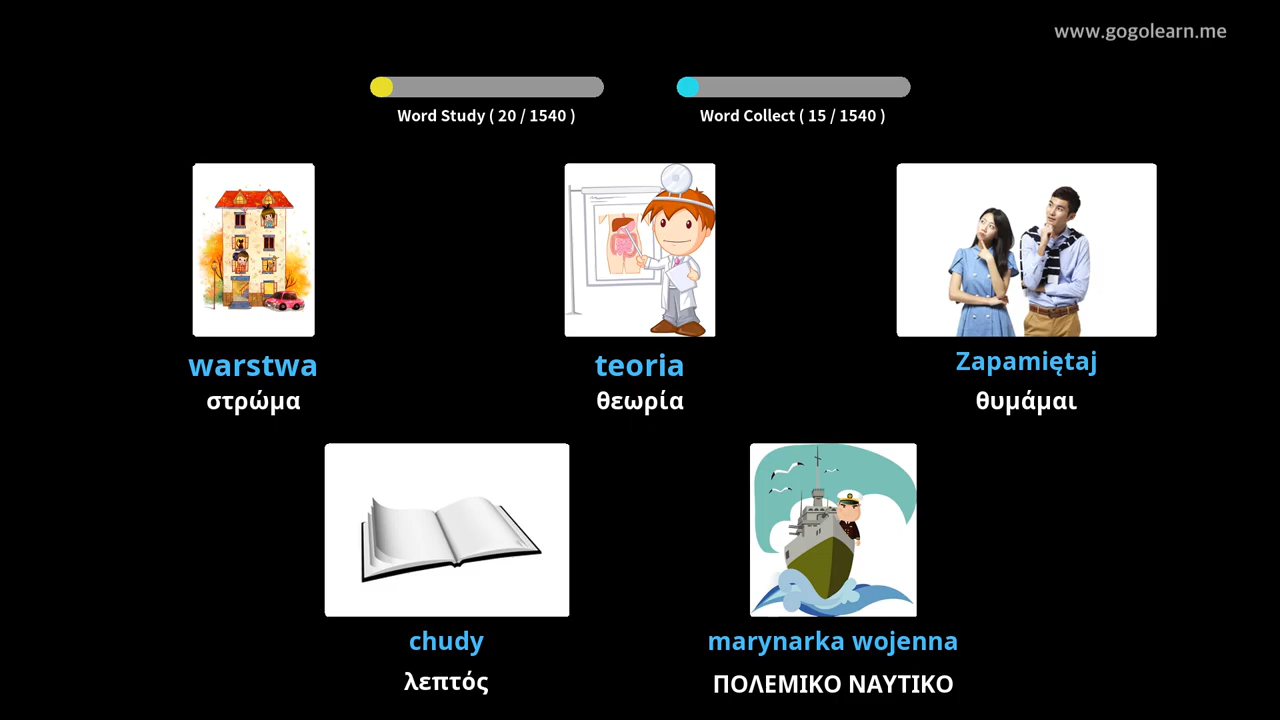 www.gogolearn.me
Word Study ( 20 / 1540 )
Word Collect ( 15 / 1540 )
warstwa
στρώμα
teoria
θεωρία
Zapamiętaj
θυμάμαι
chudy
λεπτός
marynarka wojenna
ΠΟΛΕΜΙΚΟ ΝΑΥΤΙΚΟ